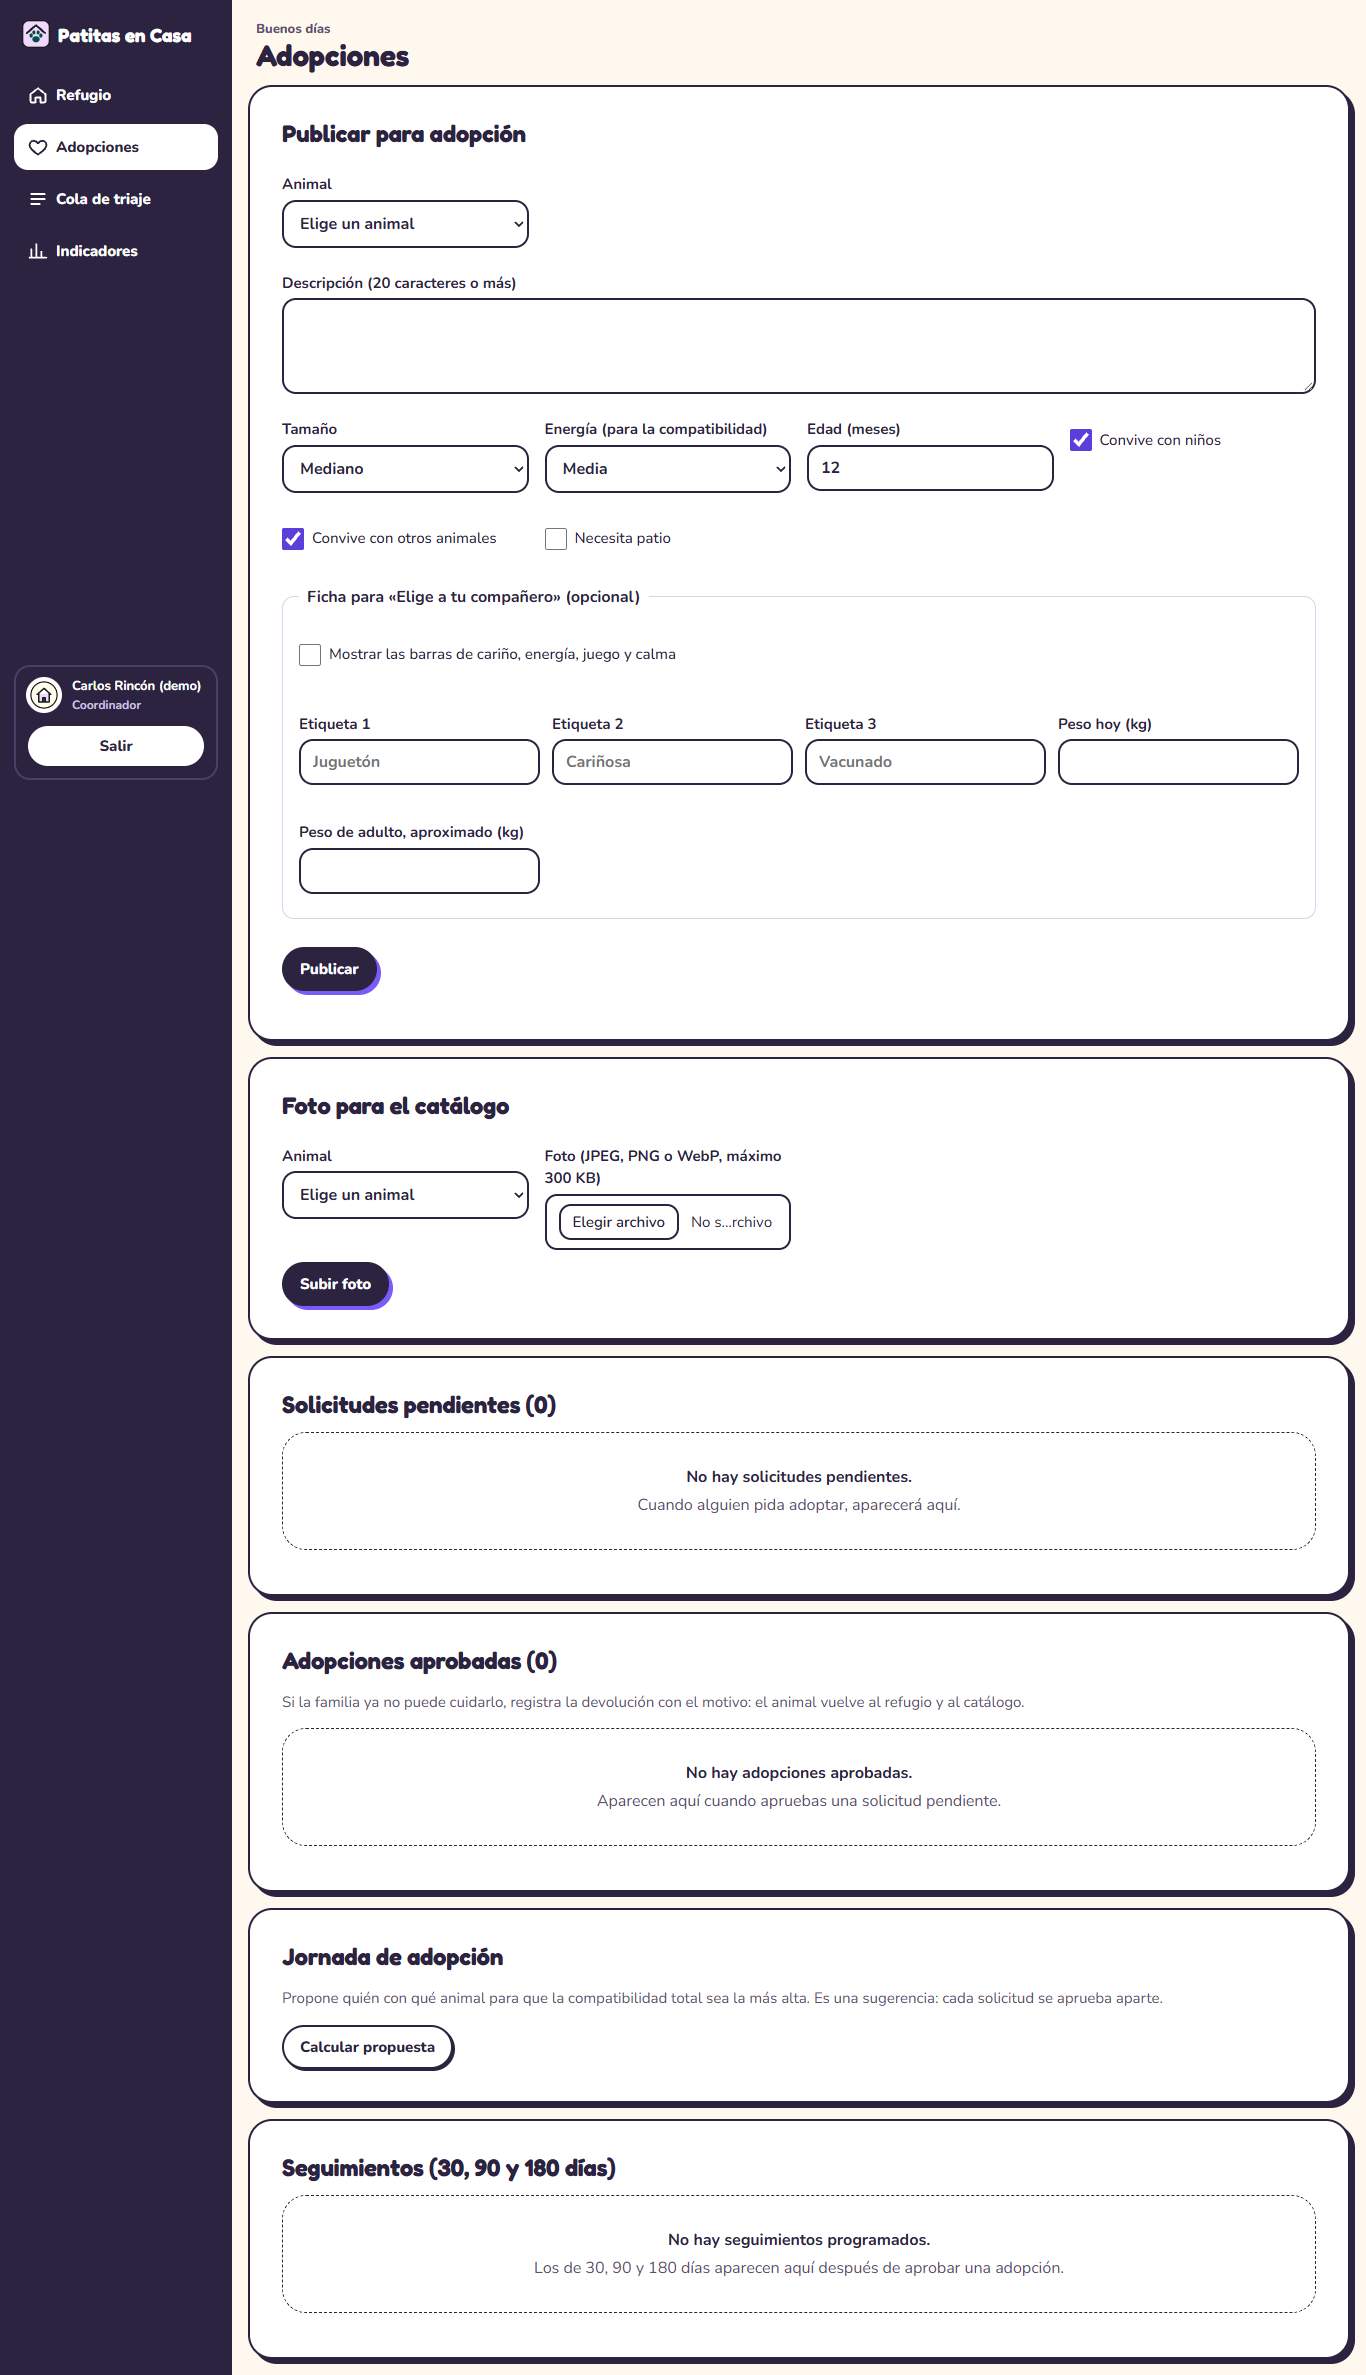 Patitas en Casa
Refugio
Adopciones
Cola de triaje
Indicadores
Carlos Rincón (demo)
Coordinador
Salir
Buenos días
Adopciones
Publicar para adopción
Animal
Elige un animal
Descripción (20 caracteres o más)
Tamaño
Mediano
Energía (para la compatibilidad)
Media
Edad (meses)
12
Convive con niños
Convive con otros animales
Necesita patio
Ficha para «Elige a tu compañero» (opcional)
Mostrar las barras de cariño, energía, juego y calma
Etiqueta 1
Juguetón
Etiqueta 2
Cariñosa
Etiqueta 3
Vacunado
Peso hoy (kg)
Peso de adulto, aproximado (kg)
Publicar
Foto para el catálogo
Animal
Elige un animal
Foto (JPEG, PNG o WebP, máximo
300 KB)
Elegir archivo No s...rchivo
Subir foto
Solicitudes pendientes (0)
No hay solicitudes pendientes.
Cuando alguien pida adoptar, aparecerá aquí.
Adopciones aprobadas (0)
Si la familia ya no puede cuidarlo, registra la devolución con el motivo: el animal vuelve al refugio y al catálogo.
No hay adopciones aprobadas.
Aparecen aquí cuando apruebas una solicitud pendiente.
Jornada de adopción
Propone quién con qué animal para que la compatibilidad total sea la más alta. Es una sugerencia: cada solicitud se aprueba aparte.
Calcular propuesta
Seguimientos (30, 90 y 180 días)
No hay seguimientos programados.
Los de 30, 90 y 180 días aparecen aquí después de aprobar una adopción.